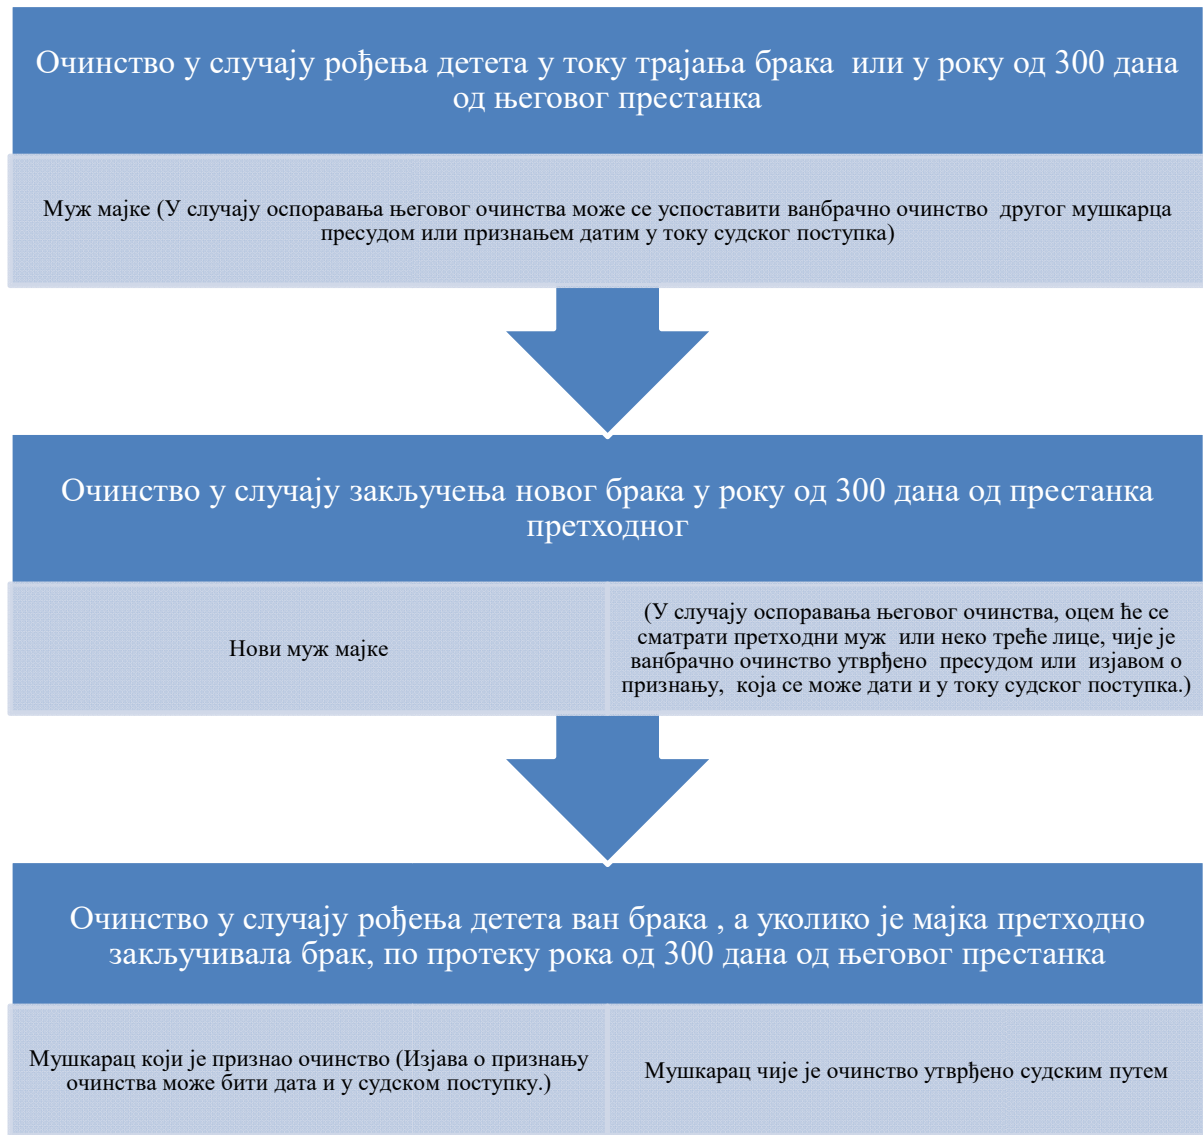 Очинство у случају рођења детета у току трајања брака  или у року од 300 дана
од његовог престанка
Муж мајке (У случају оспоравања његовог очинства може се успоставити ванбрачно очинство  другог мушкарца
пресудом или признањем датим у току судског поступка)
Очинство у случају закључења новог брака у року од 300 дана од престанка
претходног
Нови муж мајке
(У случају оспоравања његовог очинства, оцем ће се
сматрати претходни муж  или неко треће лице, чије је
ванбрачно очинство утврђено  пресудом или  изјавом о
признању,  која се може дати и у току судског поступка.)
Очинство у случају рођења детета ван брака , а уколико је мајка претходно
закључивала брак, по протеку рока од 300 дана од његовог престанка
Мушкарац који је признао очинство (Изјава о признању
очинства може бити дата и у судском поступку.)
Мушкарац чије је очинство утврђено судским путем